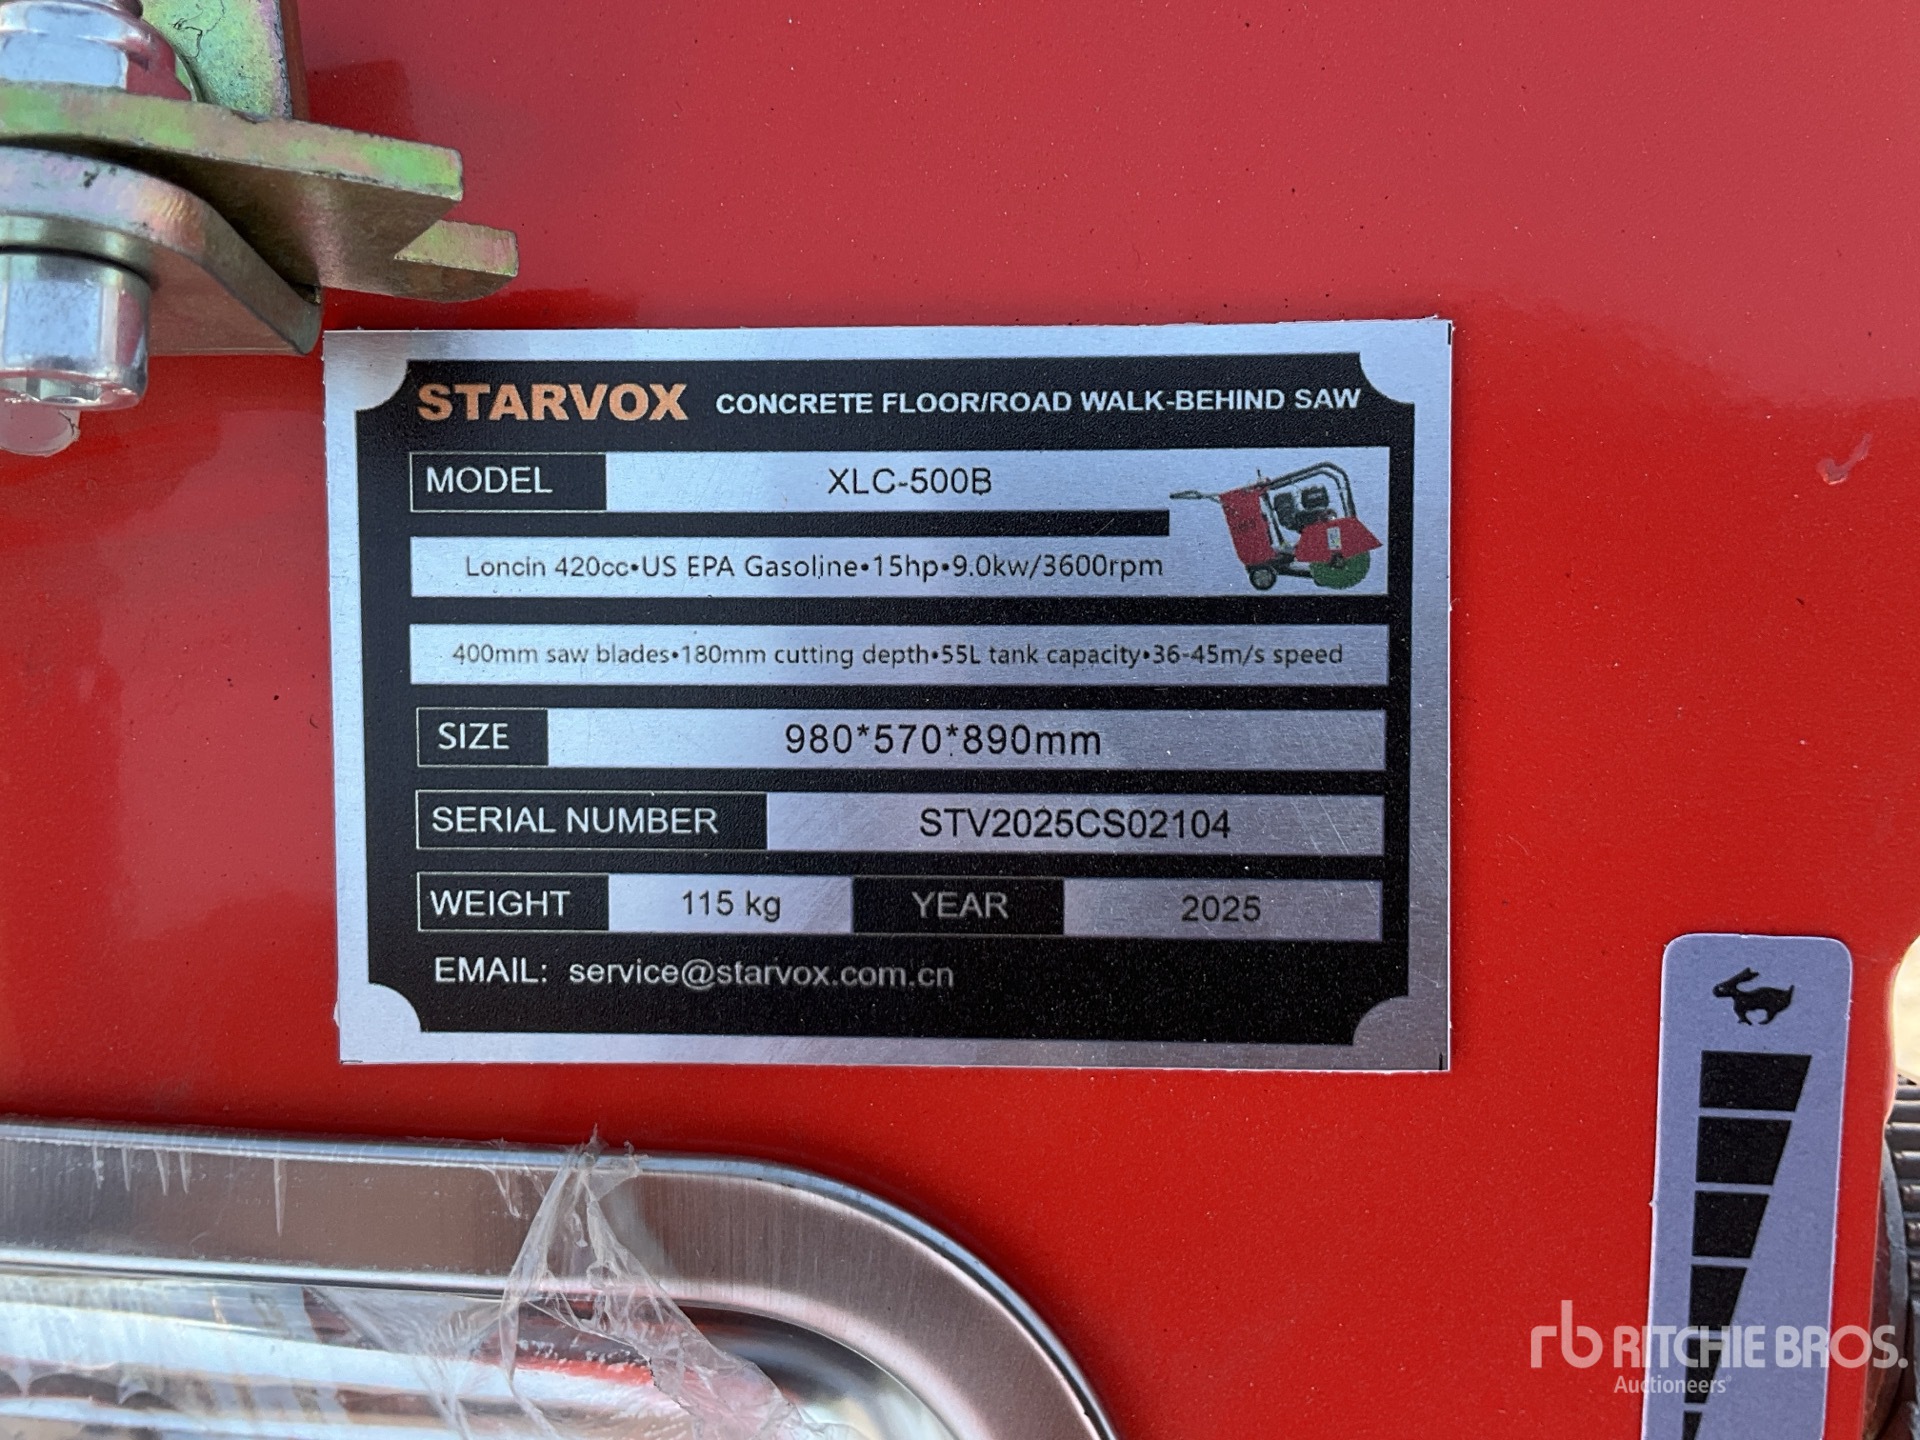 STARVOX CONCRETE FLOOR/ROAD WALK-BEHIND SAW
MODEL XLC-500B
Loncin 420cc•US EPA Gasoline•15hp•9.0kw/3600rpm
400mm saw blades•180mm cutting depth•55L tank capacity•36-45m/s speed
SIZE 980*570*890mm
SERIAL NUMBER STV2025CS02104
WEIGHT 115 kg YEAR 2025
EMAIL: service@starvox.com.cn
rb RITCHIE BROS.
Auctioneers